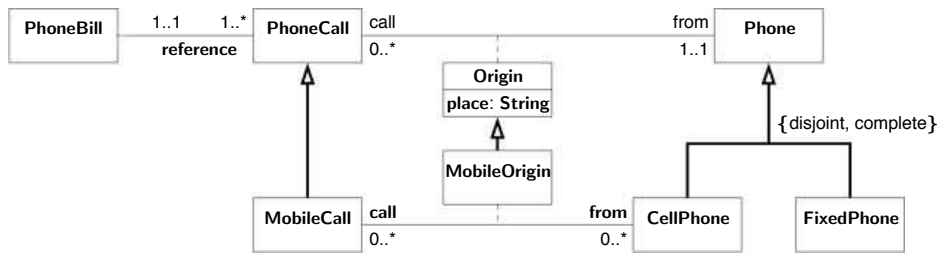 PhoneBill
1..1
1..*
reference
PhoneCall
call
0..*
from
1..1
Phone
Origin
place: String
{disjoint, complete}
MobileOrigin
MobileCall
call
0..*
from
0..*
CellPhone
FixedPhone